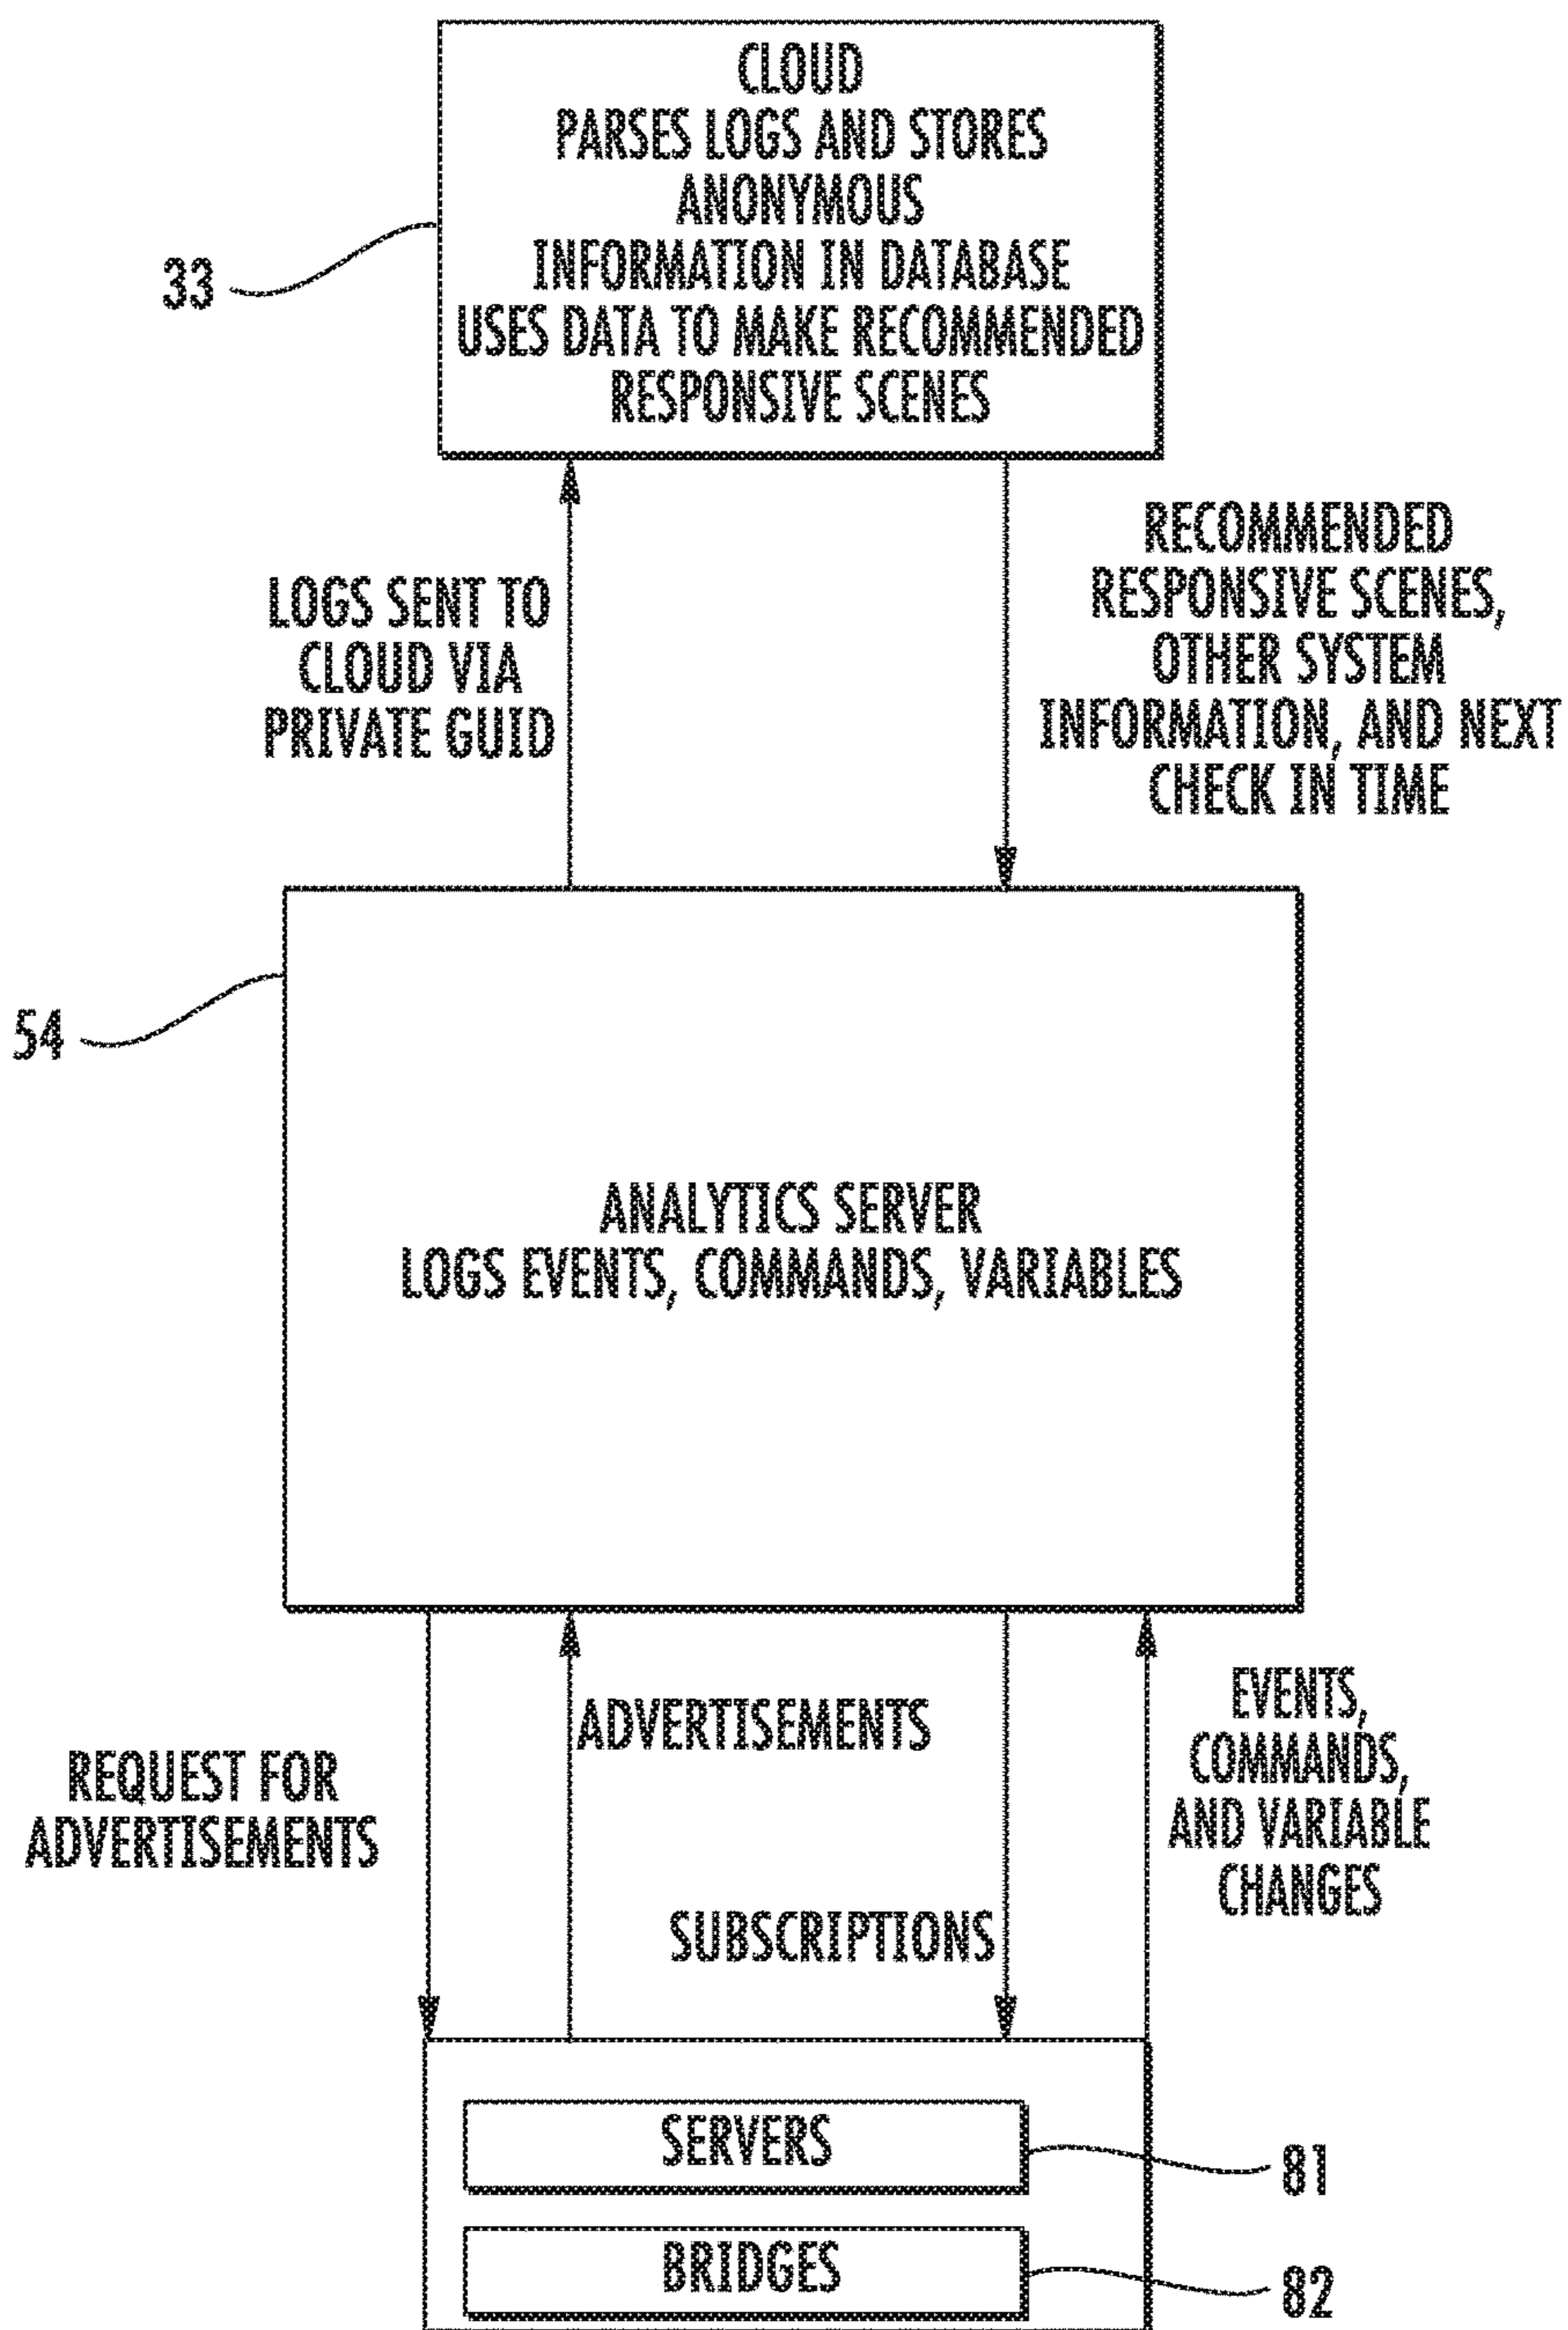 CLOUD
PARSES LOGS AND STORES
ANONYMOUS
INFORMATION IN DATABASE
USES DATA TO MAKE RECOMMENDED
RESPONSIVE SCENES
33
LOGS SENT TO
CLOUD VIA
PRIVATE GUID
RECOMMENDED
RESPONSIVE SCENES,
OTHER SYSTEM
INFORMATION, AND NEXT
CHECK IN TIME
54
ANALYTICS SERVER
LOGS EVENTS, COMMANDS, VARIABLES
REQUEST FOR
ADVERTISEMENTS
ADVERTISEMENTS
SUBSCRIPTIONS
EVENTS,
COMMANDS,
AND VARIABLE
CHANGES
SERVERS
81
BRIDGES
82